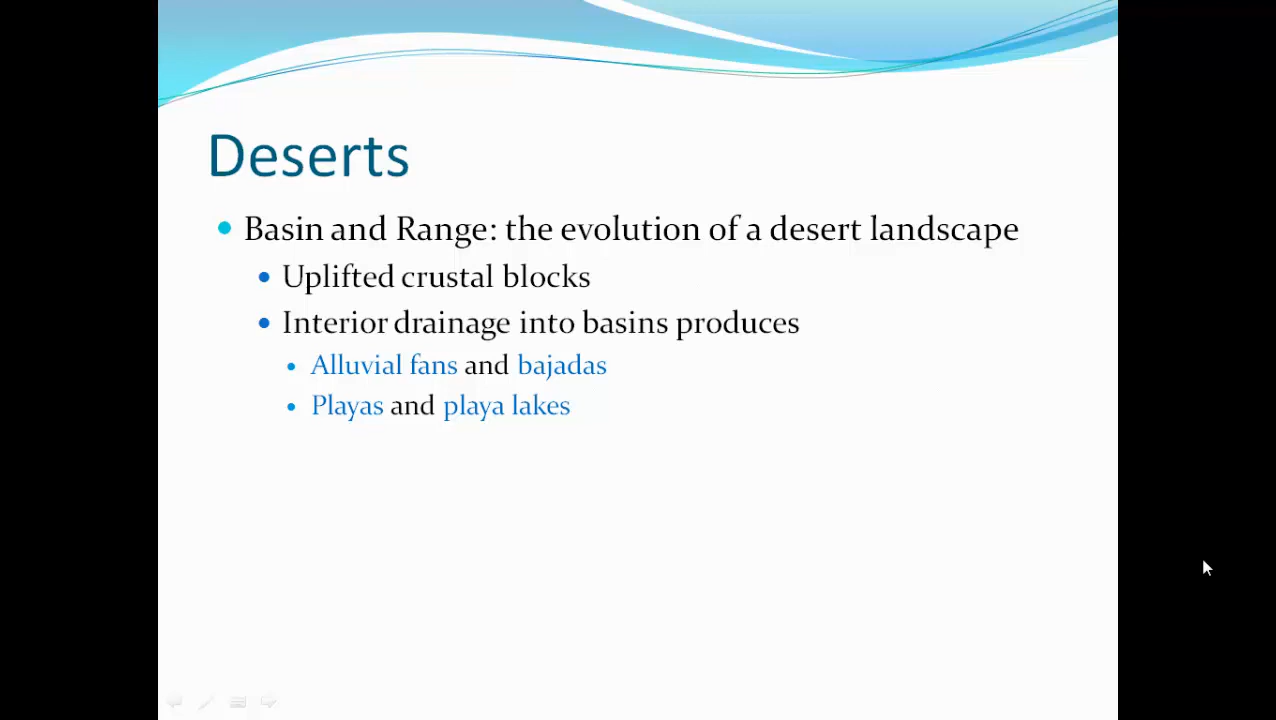 Deserts
Basin and Range: the evolution of a desert landscape
Uplifted crustal blocks
Interior drainage into basins produces
Alluvial fans and bajadas
Playas and playa lakes